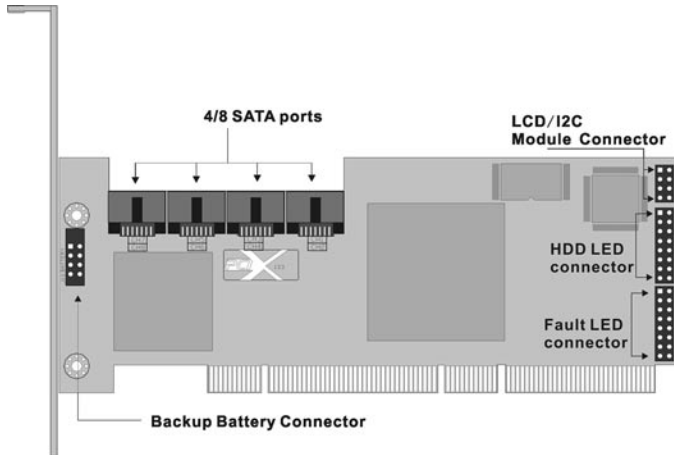 4/8 SATA ports
LCD/I2C
Module Connector
HDD LED
connector
Fault LED
connector
Backup Battery Connector